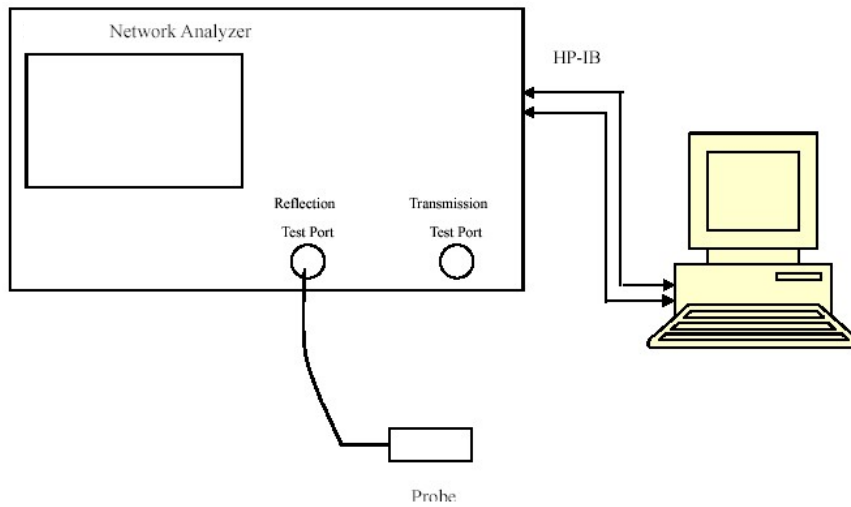 Network Analyzer
HP-IB
Reflection
Test Port
Transmission
Test Port
Probe